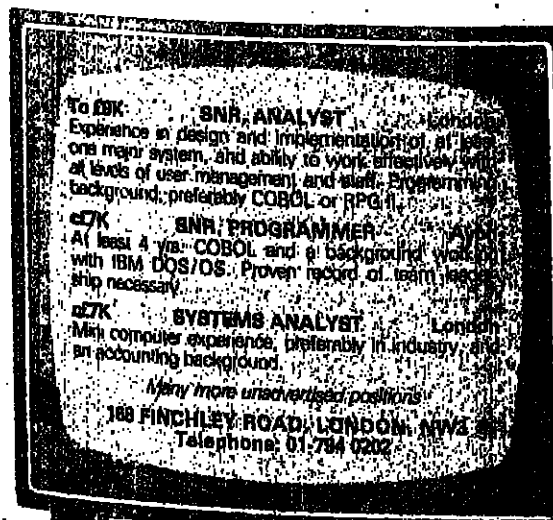 To £9K SNR. ANALYST London
Experience in design and implementation of at least
one major system, and ability to work effectively with
all levels of user management and staff. Programming
background, preferably COBOL or RPG II.
c£7K SNR. PROGRAMMER
At least 4 yrs. COBOL and a background working
with IBM DOS/OS. Proven record of team leader-
ship necessary.
c£7K SYSTEMS ANALYST London
Mini computer experience, preferably in industry, and
an accounting background.
Many more unadvertised positions
188 FINCHLEY ROAD, LONDON, NW3
Telephone: 01-794 0202